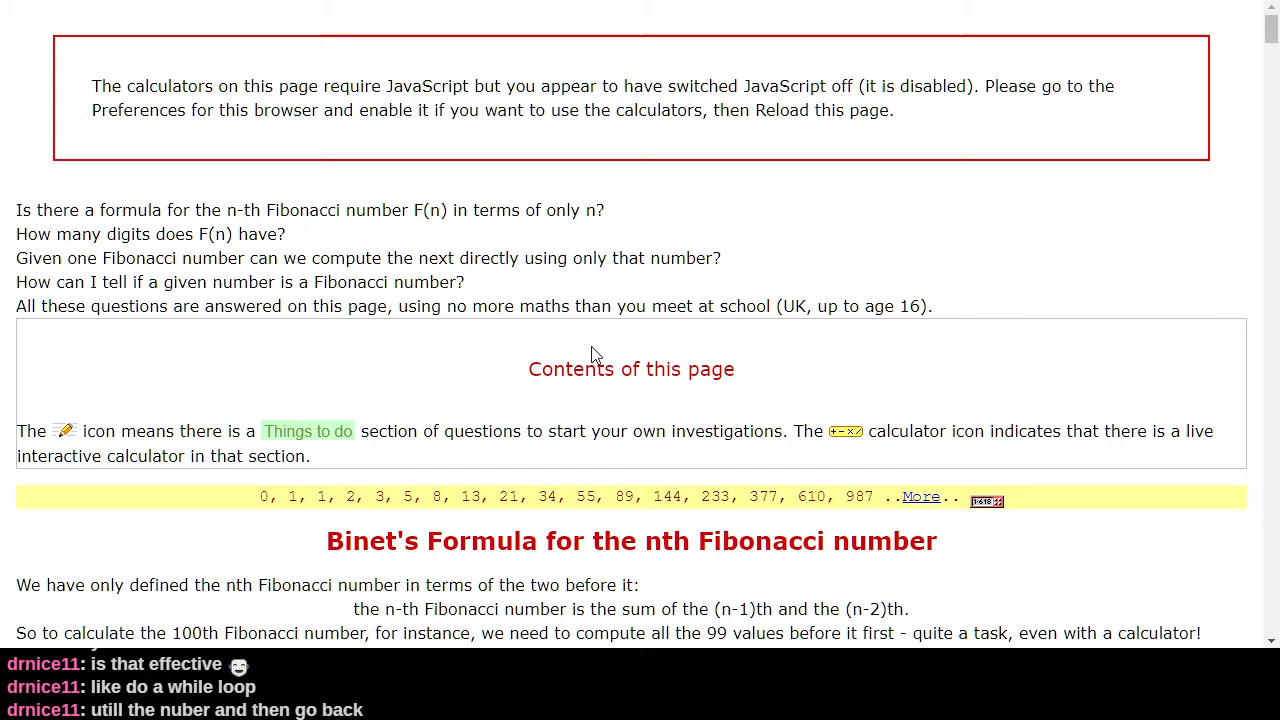 The calculators on this page require JavaScript but you appear to have switched JavaScript off (it is disabled). Please go to the
Preferences for this browser and enable it if you want to use the calculators, then Reload this page.
Is there a formula for the n-th Fibonacci number F(n) in terms of only n?
How many digits does F(n) have?
Given one Fibonacci number can we compute the next directly using only that number?
How can I tell if a given number is a Fibonacci number?
All these questions are answered on this page, using no more maths than you meet at school (UK, up to age 16).
Contents of this page
The icon means there is a Things to do section of questions to start your own investigations. The calculator icon indicates that there is a live
interactive calculator in that section.
0, 1, 1, 2, 3, 5, 8, 13, 21, 34, 55, 89, 144, 233, 377, 610, 987 ..More.. 1·618
Binet's Formula for the nth Fibonacci number
We have only defined the nth Fibonacci number in terms of the two before it:
the n-th Fibonacci number is the sum of the (n-1)th and the (n-2)th.
So to calculate the 100th Fibonacci number, for instance, we need to compute all the 99 values before it first - quite a task, even with a calculator!
drnice11: is that effective
drnice11: like do a while loop
drnice11: utill the nuber and then go back